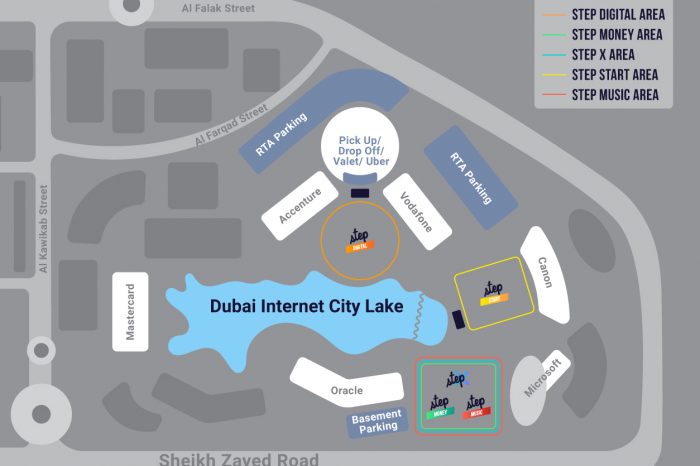 Al Falak Street
STEP DIGITAL AREA
STEP MONEY AREA
STEP X AREA
STEP START AREA
STEP MUSIC AREA
Al Farqad Street
RTA Parking
Pick Up/
Drop Off/
Valet/ Uber
RTA Parking
Al Kawikab Street
Accenture
Vodafone
step
DIGITAL
Canon
step
START
Mastercard
Dubai Internet City Lake
Microsoft
step
Oracle
step
MONEY
step
MUSIC
Basement
Parking
Sheikh Zayed Road